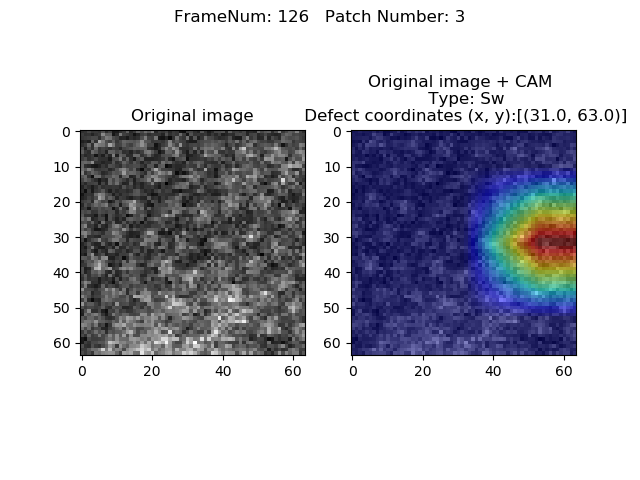 FrameNum: 126   Patch Number: 3
Original image
Original image + CAM
Type: Sw
Defect coordinates (x, y):[(31.0, 63.0)]
0
10
20
30
40
50
60
0 20 40 60
0
10
20
30
40
50
60
0 20 40 60